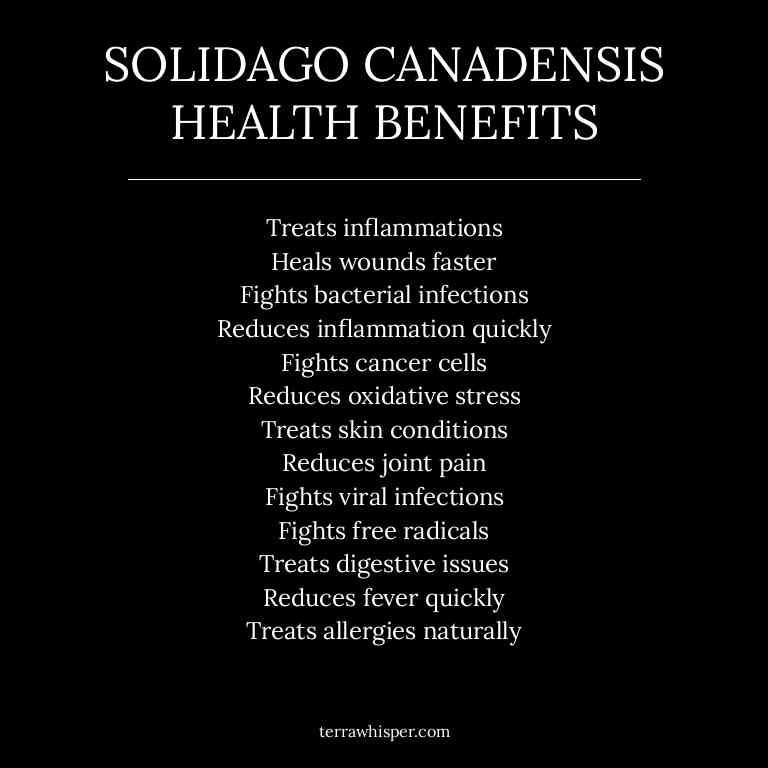 SOLIDAGO CANADENSIS
HEALTH BENEFITS
Treats inflammations
Heals wounds faster
Fights bacterial infections
Reduces inflammation quickly
Fights cancer cells
Reduces oxidative stress
Treats skin conditions
Reduces joint pain
Fights viral infections
Fights free radicals
Treats digestive issues
Reduces fever quickly
Treats allergies naturally
terrawhisper.com